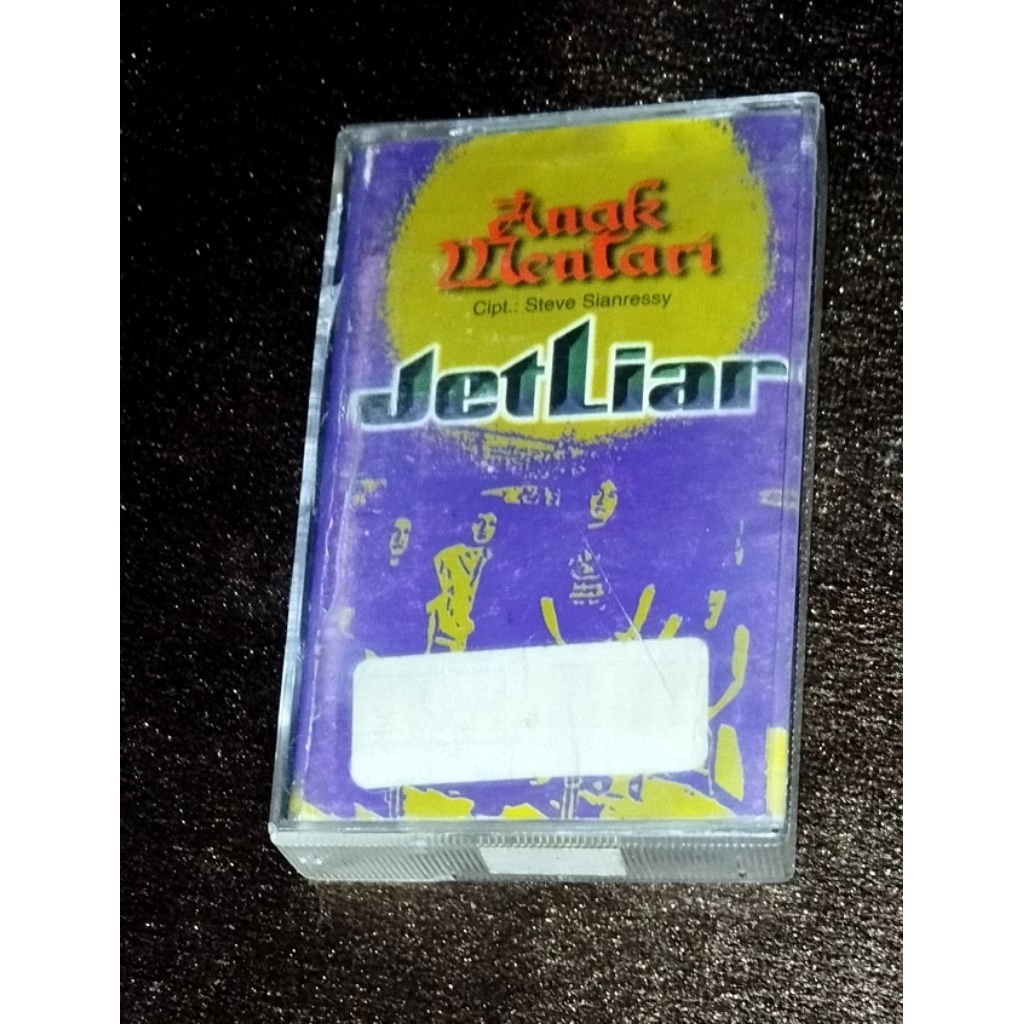 Anak
Mentari
Cipt.: Steve Sianressy
JetLiar